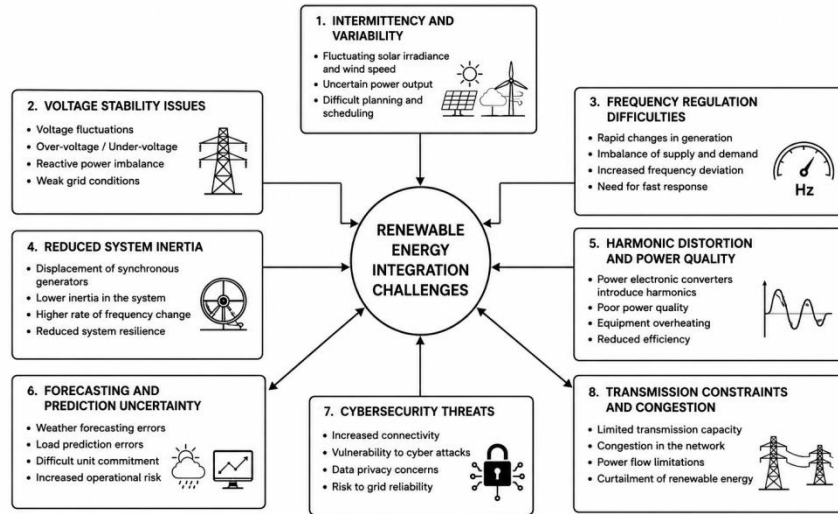 1. INTERMITTENCY AND
VARIABILITY
• Fluctuating solar irradiance
and wind speed
• Uncertain power output
• Difficult planning and
scheduling
2. VOLTAGE STABILITY ISSUES
• Voltage fluctuations
• Over-voltage / Under-voltage
• Reactive power imbalance
• Weak grid conditions
3. FREQUENCY REGULATION
DIFFICULTIES
• Rapid changes in generation
• Imbalance of supply and demand
• Increased frequency deviation
• Need for fast response
Hz
RENEWABLE
ENERGY
INTEGRATION
CHALLENGES
4. REDUCED SYSTEM INERTIA
• Displacement of synchronous
generators
• Lower inertia in the system
• Higher rate of frequency change
• Reduced system resilience
5. HARMONIC DISTORTION
AND POWER QUALITY
• Power electronic converters
introduce harmonics
• Poor power quality
• Equipment overheating
• Reduced efficiency
6. FORECASTING AND
PREDICTION UNCERTAINTY
• Weather forecasting errors
• Load prediction errors
• Difficult unit commitment
• Increased operational risk
7. CYBERSECURITY THREATS
• Increased connectivity
• Vulnerability to cyber attacks
• Data privacy concerns
• Risk to grid reliability
8. TRANSMISSION CONSTRAINTS
AND CONGESTION
• Limited transmission capacity
• Congestion in the network
• Power flow limitations
• Curtailment of renewable energy